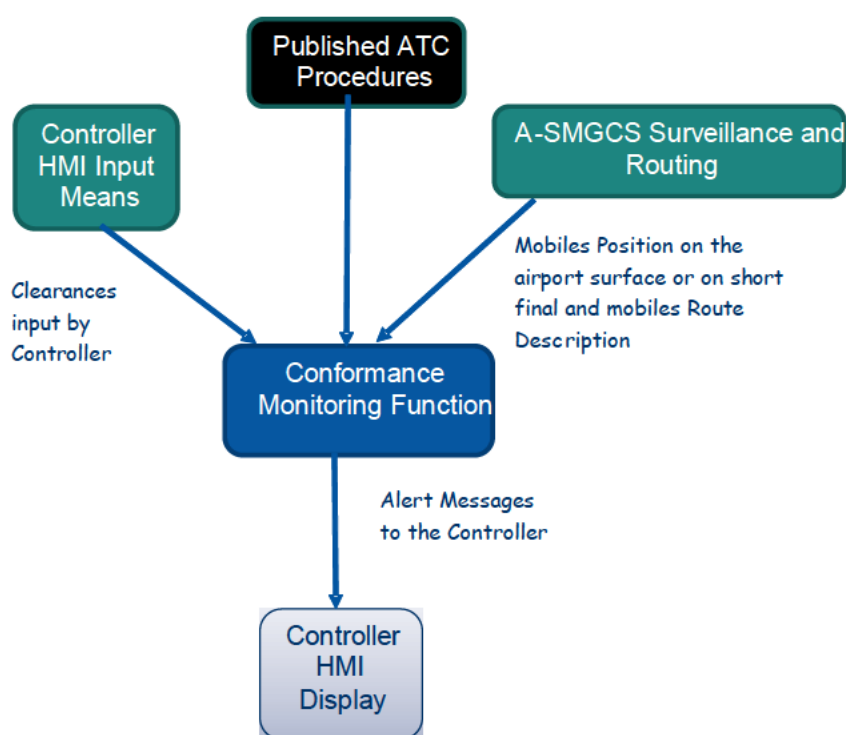 Published ATC
Procedures
Controller
HMI Input
Means
A-SMGCS Surveillance and
Routing
Clearances
input by
Controller
Mobiles Position on the
airport surface or on short
final and mobiles Route
Description
Conformance
Monitoring Function
Alert Messages
to the Controller
Controller
HMI
Display